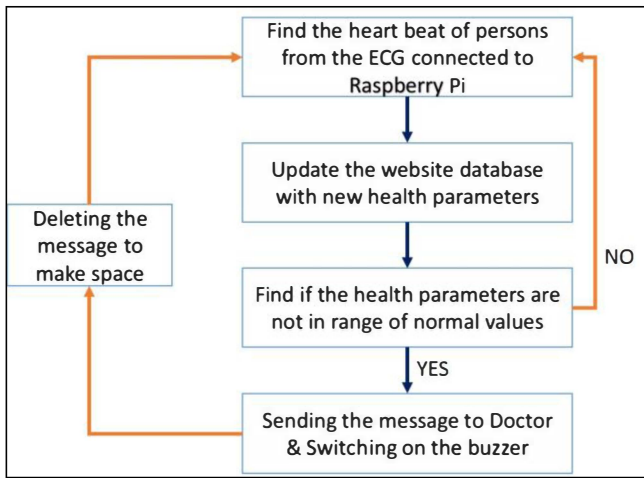 Find the heart beat of persons
from the ECG connected to
Raspberry Pi
Update the website database
with new health parameters
Deleting the
message to
make space
NO
Find if the health parameters are
not in range of normal values
YES
Sending the message to Doctor
& Switching on the buzzer